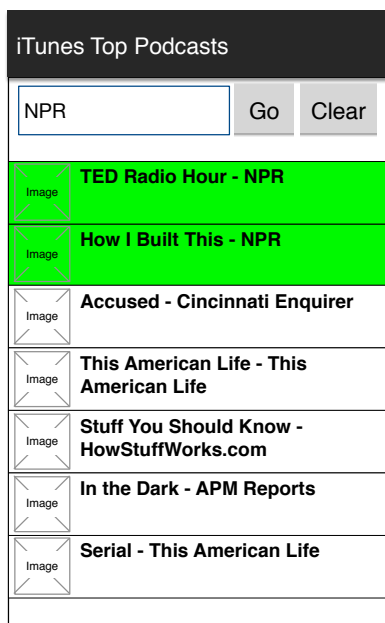 iTunes Top Podcasts
NPR
Go
Clear
Image
TED Radio Hour - NPR
Image
How I Built This - NPR
Image
Accused - Cincinnati Enquirer
Image
This American Life - This
American Life
Image
Stuff You Should Know -
HowStuffWorks.com
Image
In the Dark - APM Reports
Image
Serial - This American Life